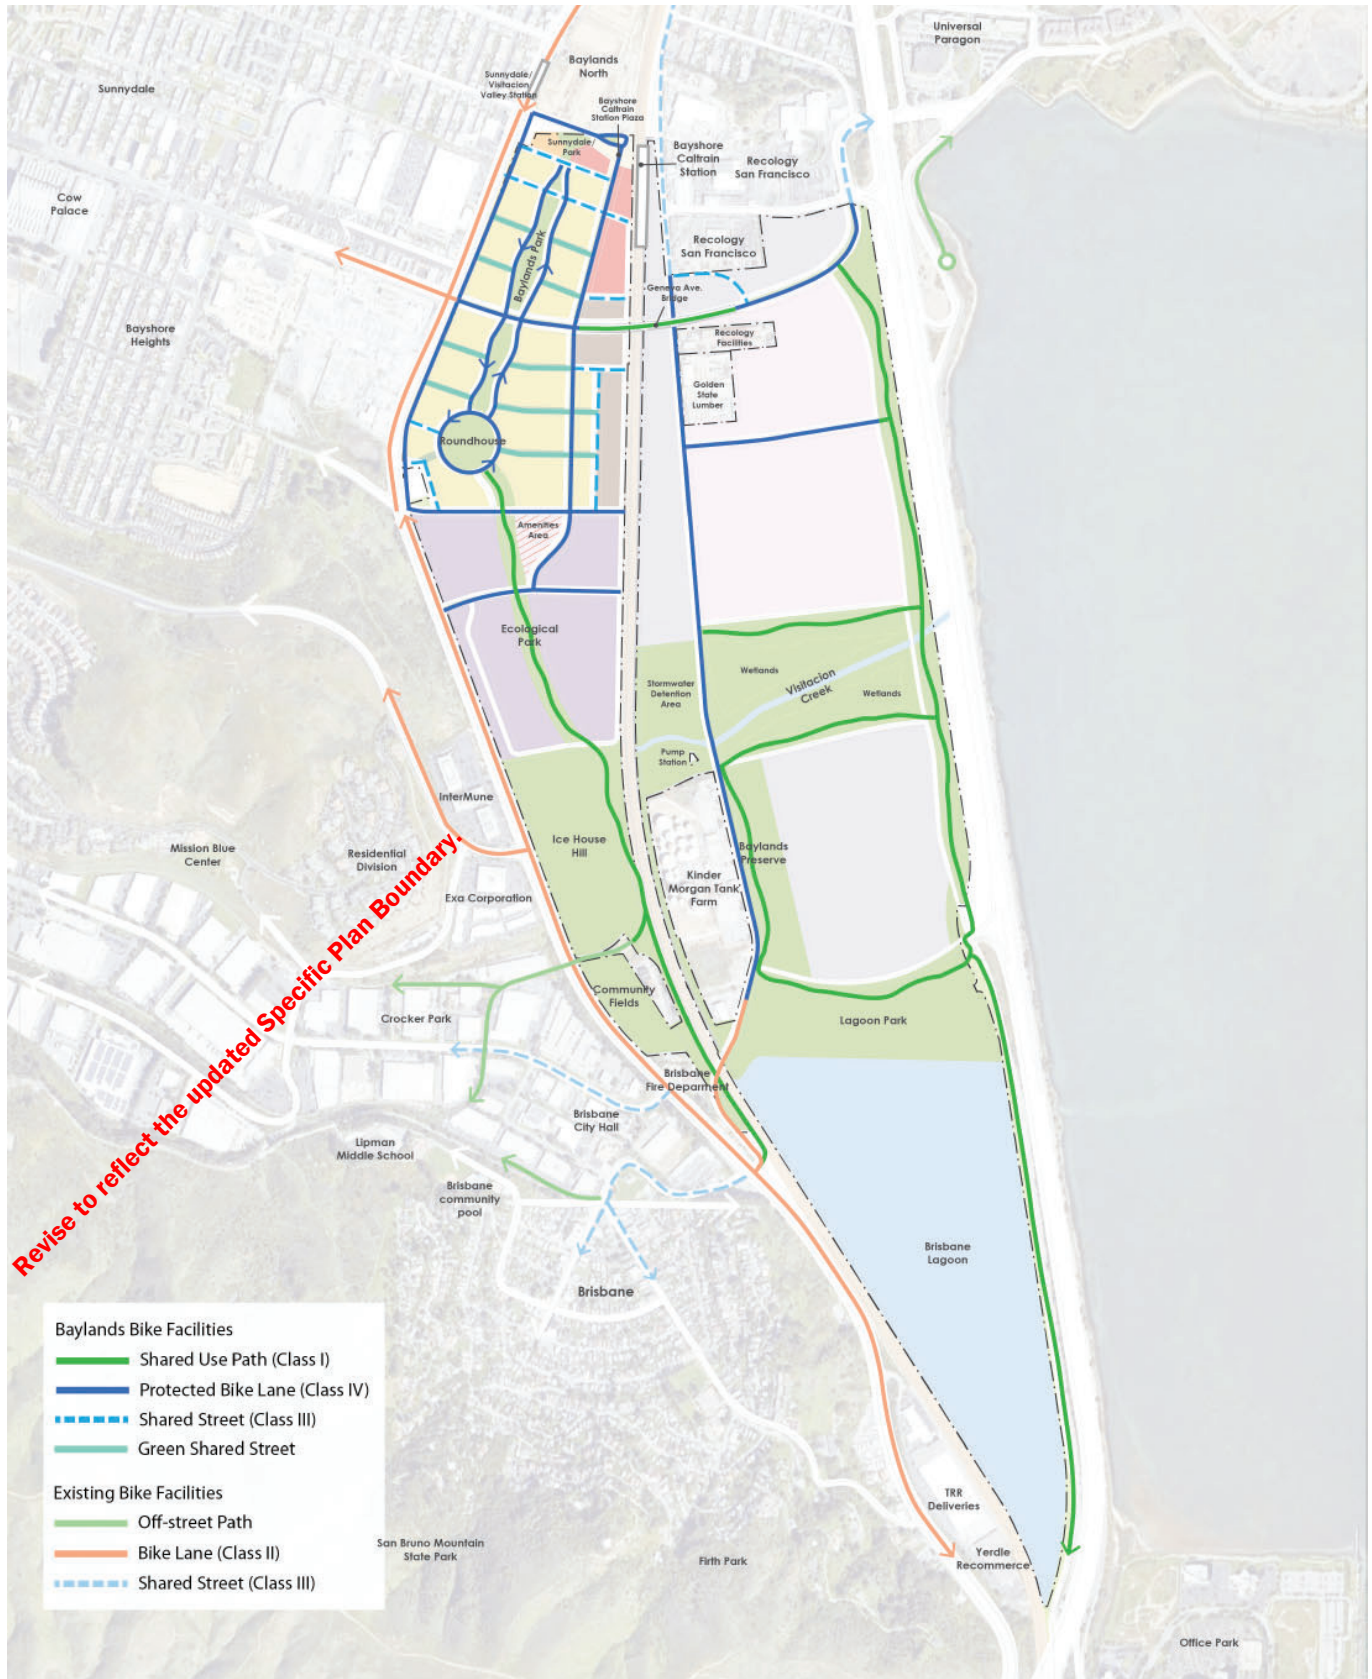 Universal
Paragon
Baylands
North
Sunnydale
Sunnydale/
Visitacion
Valley Station
Bayshore
Caltrain
Station Plaza
Sunnydale/
Park
Bayshore
Caltrain
Station
Recology
San Francisco
Cow
Palace
Recology
San Francisco
Baylands Park
Geneva Ave.
Bridge
Bayshore
Heights
Recology
Facilities
Golden
State
Lumber
Roundhouse
Amenities
Area
Ecological
Park
Stormwater
Detention
Area
Wetlands
Visitacion
Creek
Wetlands
Pump
Station
InterMune
Ice House
Hill
Mission Blue
Center
Residential
Division
Baylands
Preserve
Kinder
Morgan Tank
Farm
Exa Corporation
Community
Fields
Crocker Park
Lagoon Park
Brisbane
Fire Deparment
Brisbane
City Hall
Lipman
Middle School
Brisbane
community
pool
Brisbane
Lagoon
Brisbane
Revise to reflect the updated Specific Plan Boundary.
Baylands Bike Facilities
Shared Use Path (Class I)
Protected Bike Lane (Class IV)
Shared Street (Class III)
Green Shared Street
Existing Bike Facilities
Off-street Path
Bike Lane (Class II)
Shared Street (Class III)
TRR
Deliveries
San Bruno Mountain
State Park
Firth Park
Yerdle
Recommerce
Office Park